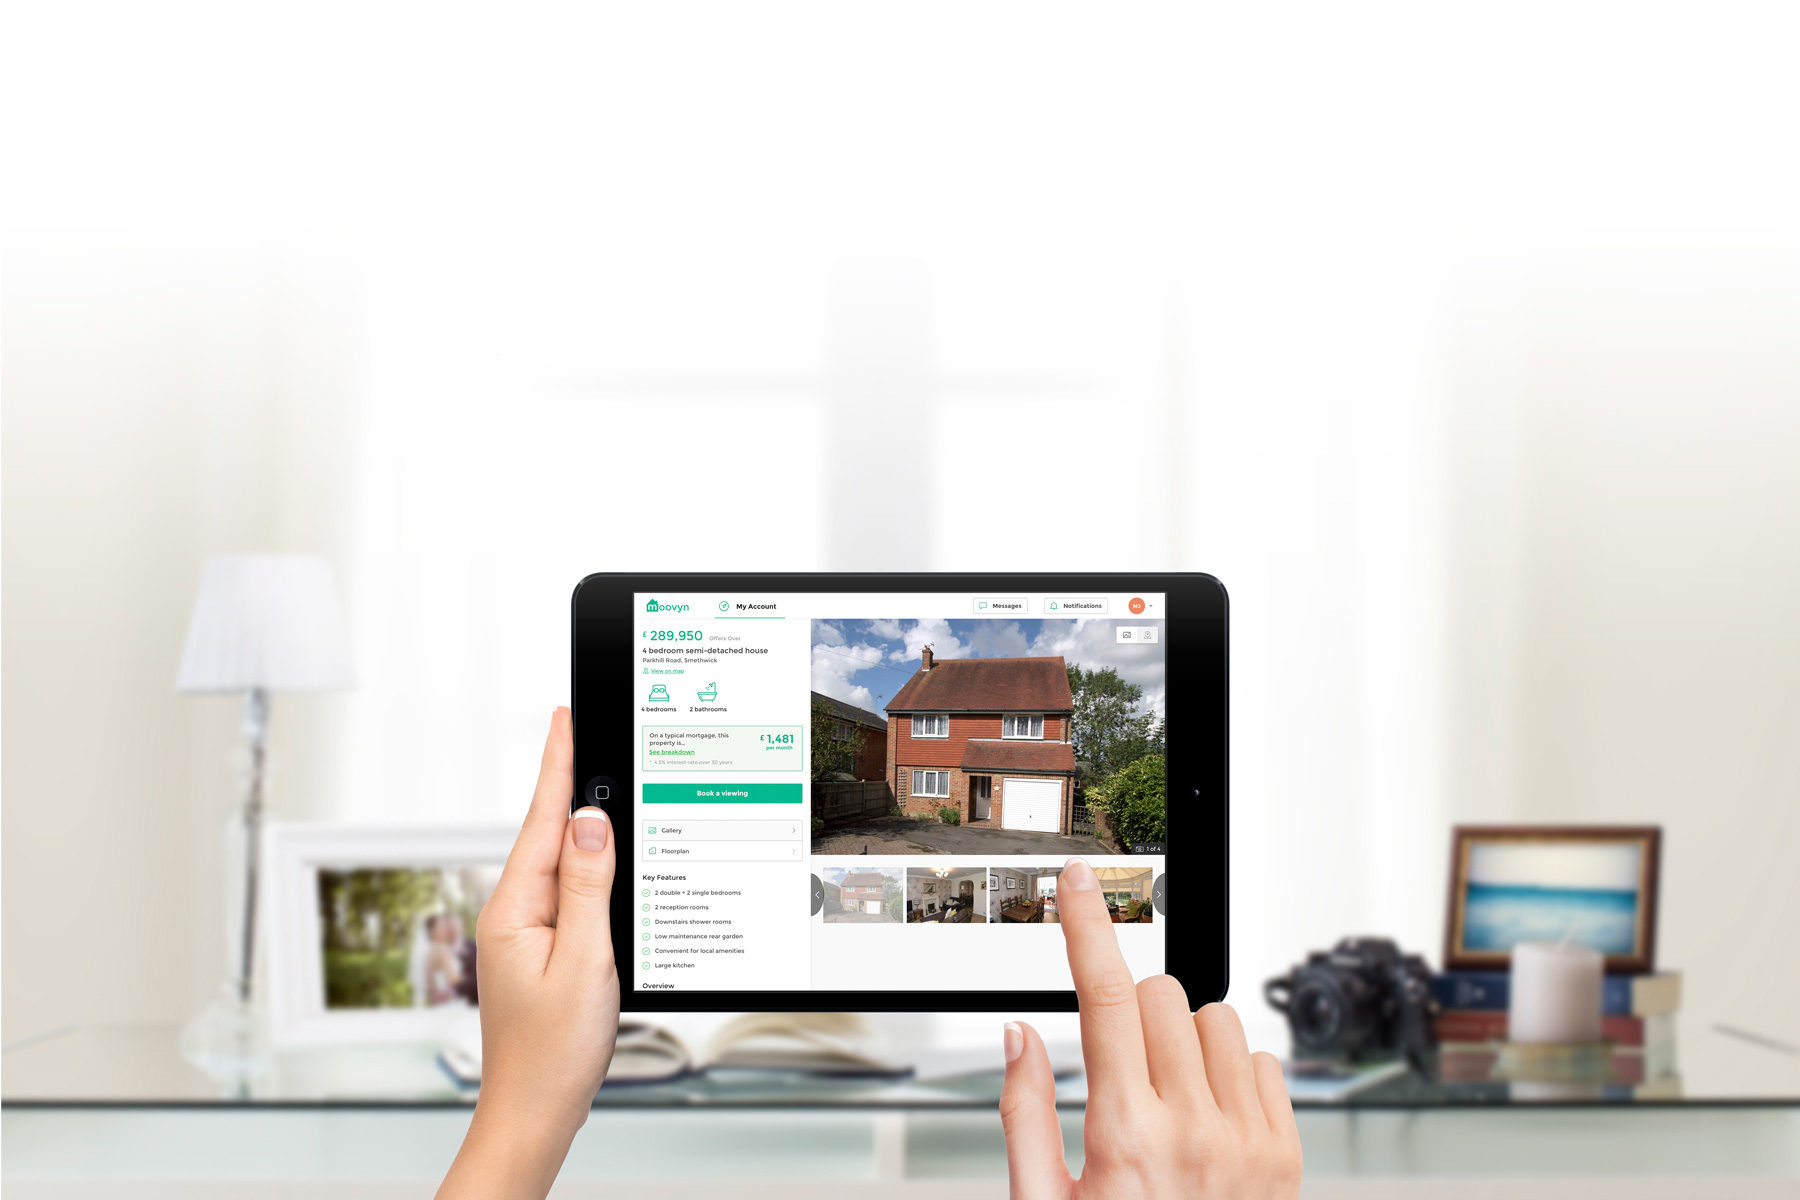 moovyn
My Account
Messages
Notifications
MJ
£ 289,950 Offers Over
4 bedroom semi-detached house
Parkhill Road, Smethwick
View on map
4 bedrooms
2 bathrooms
On a typical mortgage, this
property is...
£ 1,481
per month
See breakdown
* 4.5% interest rate over 30 years
Book a viewing
Gallery
Floorplan
1 of 4
Key Features
2 double + 2 single bedrooms
2 reception rooms
Downstairs shower rooms
Low maintenance rear garden
Convenient for local amenities
Large kitchen
Overview